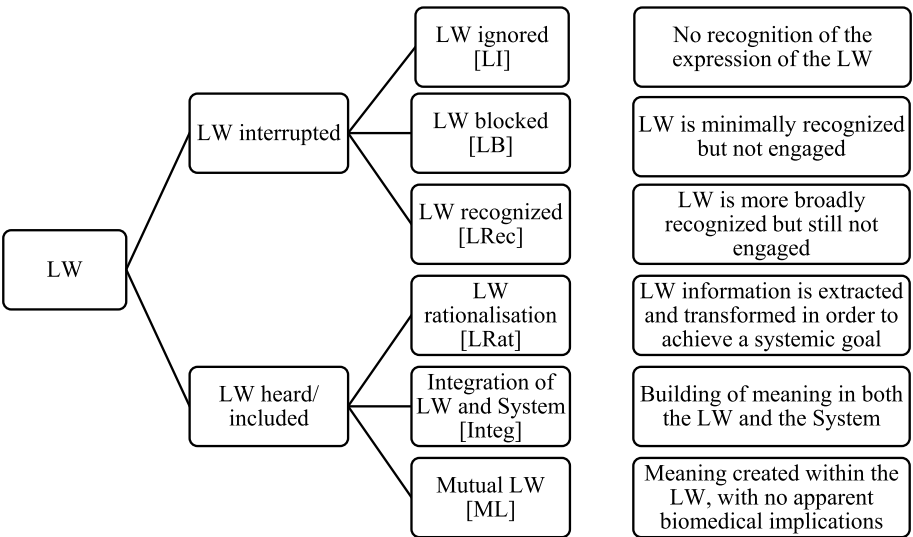 LW ignored
[LI]
No recognition of the
expression of the LW
LW interrupted
LW blocked
[LB]
LW is minimally recognized
but not engaged
LW recognized
[LRec]
LW is more broadly
recognized but still not
engaged
LW
LW
rationalisation
[LRat]
LW information is extracted
and transformed in order to
achieve a systemic goal
LW heard/
included
Integration of
LW and System
[Integ]
Building of meaning in both
the LW and the System
Mutual LW
[ML]
Meaning created within the
LW, with no apparent
biomedical implications